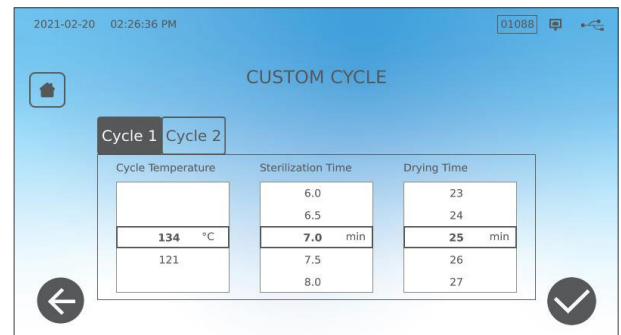 2021-02-20 02:26:36 PM 01088
CUSTOM CYCLE
Cycle 1 Cycle 2
Cycle Temperature Sterilization Time Drying Time
6.0 23
6.5 24
134 °C 7.0 min 25 min
121 7.5 26
8.0 27